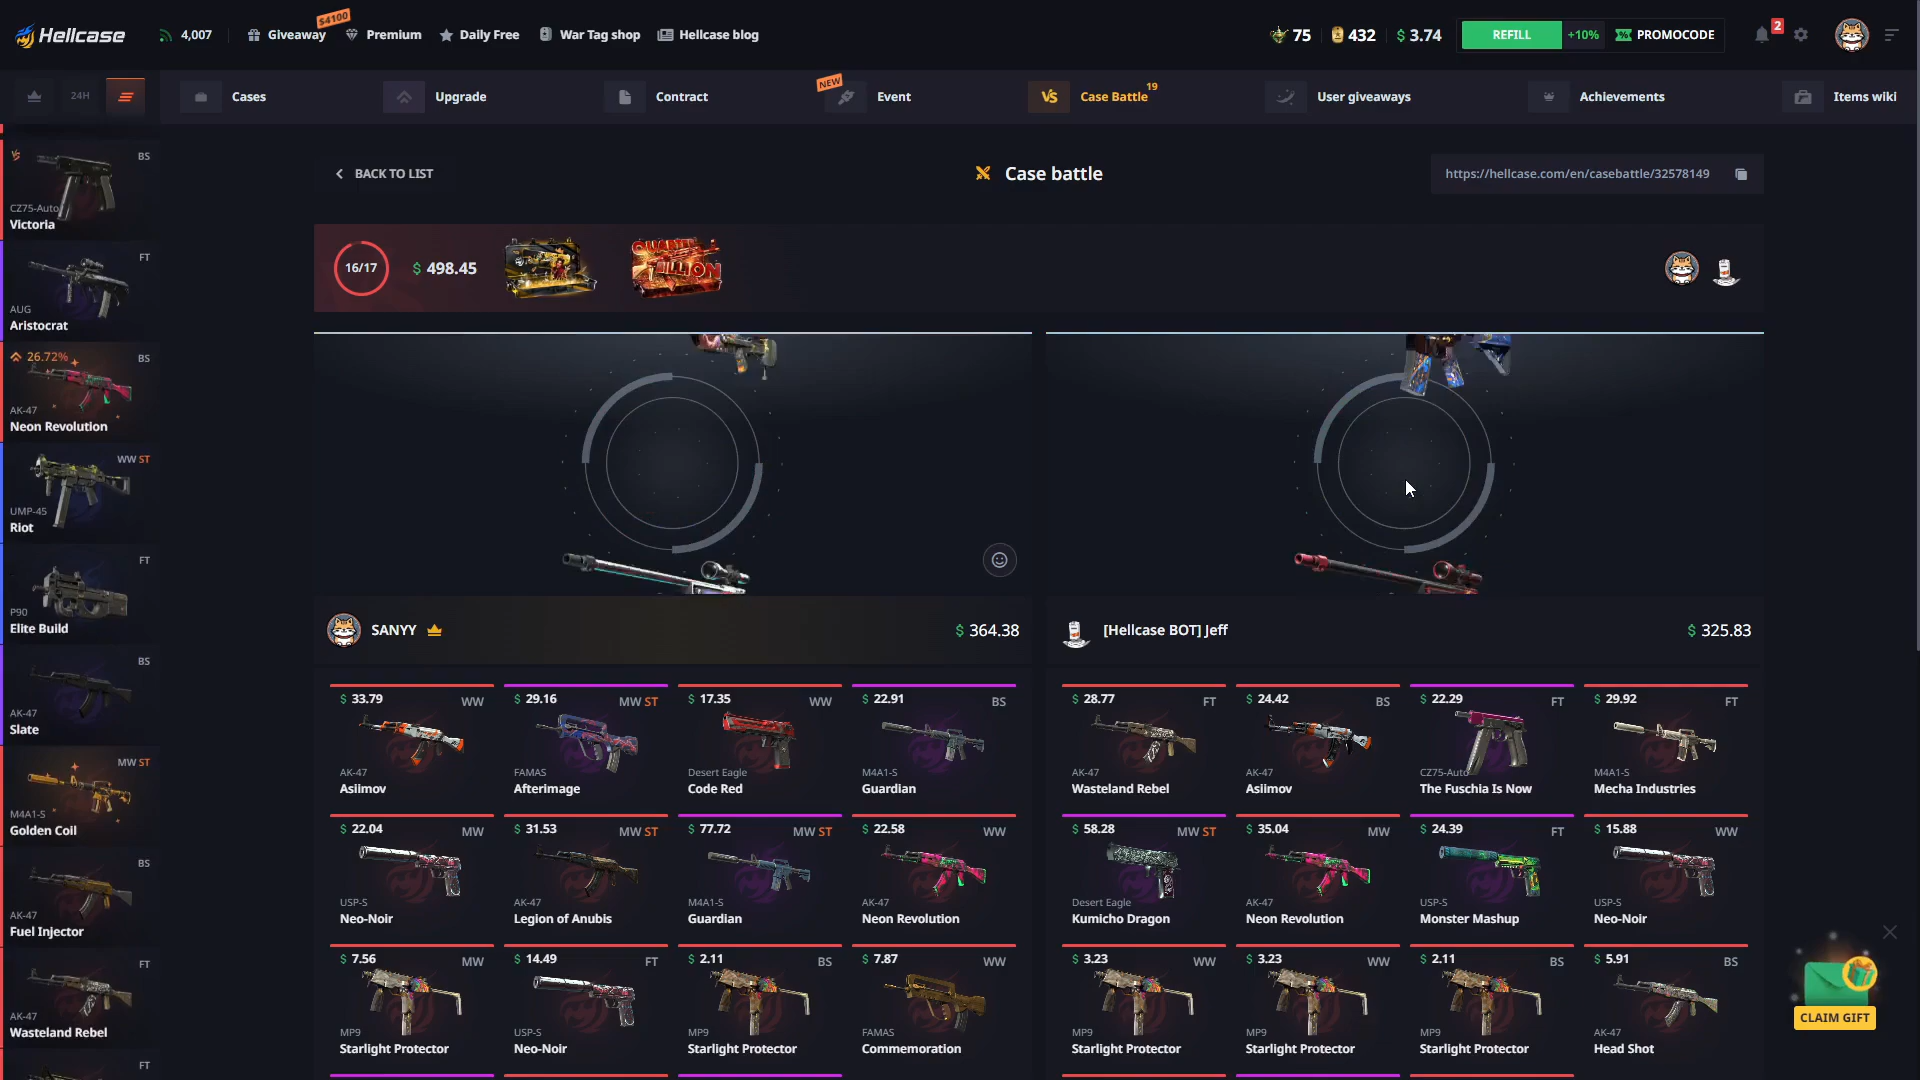 Hellcase
4,007
Giveaway
$4100
Premium
Daily Free
War Tag shop
Hellcase blog
75
432
$ 3.74
REFILL
+10%
PROMOCODE
2
24H
Cases
Upgrade
Contract
NEW
Event
VS
Case Battle
19
User giveaways
Achievements
Items wiki
BACK TO LIST
Case battle
https://hellcase.com/en/casebattle/32578149
16/17
$ 498.45
QUARTER MILLION
BS
CZ75-Auto
Victoria
FT
AUG
Aristocrat
26.72%
BS
AK-47
Neon Revolution
WW ST
UMP-45
Riot
FT
P90
Elite Build
BS
AK-47
Slate
MW ST
M4A1-S
Golden Coil
BS
AK-47
Fuel Injector
FT
AK-47
Wasteland Rebel
FT
SANYY
$ 364.38
[Hellcase BOT] Jeff
$ 325.83
$ 33.79
WW
AK-47
Asiimov
$ 29.16
MW ST
FAMAS
Afterimage
$ 17.35
WW
Desert Eagle
Code Red
$ 22.91
BS
M4A1-S
Guardian
$ 28.77
FT
AK-47
Wasteland Rebel
$ 24.42
BS
AK-47
Asiimov
$ 22.29
FT
CZ75-Auto
The Fuschia Is Now
$ 29.92
FT
M4A1-S
Mecha Industries
$ 22.04
MW
USP-S
Neo-Noir
$ 31.53
MW ST
AK-47
Legion of Anubis
$ 77.72
MW ST
M4A1-S
Guardian
$ 22.58
WW
AK-47
Neon Revolution
$ 58.28
MW ST
Desert Eagle
Kumicho Dragon
$ 35.04
MW
AK-47
Neon Revolution
$ 24.39
FT
USP-S
Monster Mashup
$ 15.88
WW
USP-S
Neo-Noir
$ 7.56
MW
MP9
Starlight Protector
$ 14.49
FT
USP-S
Neo-Noir
$ 2.11
BS
MP9
Starlight Protector
$ 7.87
WW
FAMAS
Commemoration
$ 3.23
WW
MP9
Starlight Protector
$ 3.23
WW
MP9
Starlight Protector
$ 2.11
BS
MP9
Starlight Protector
$ 5.91
BS
AK-47
Head Shot
CLAIM GIFT